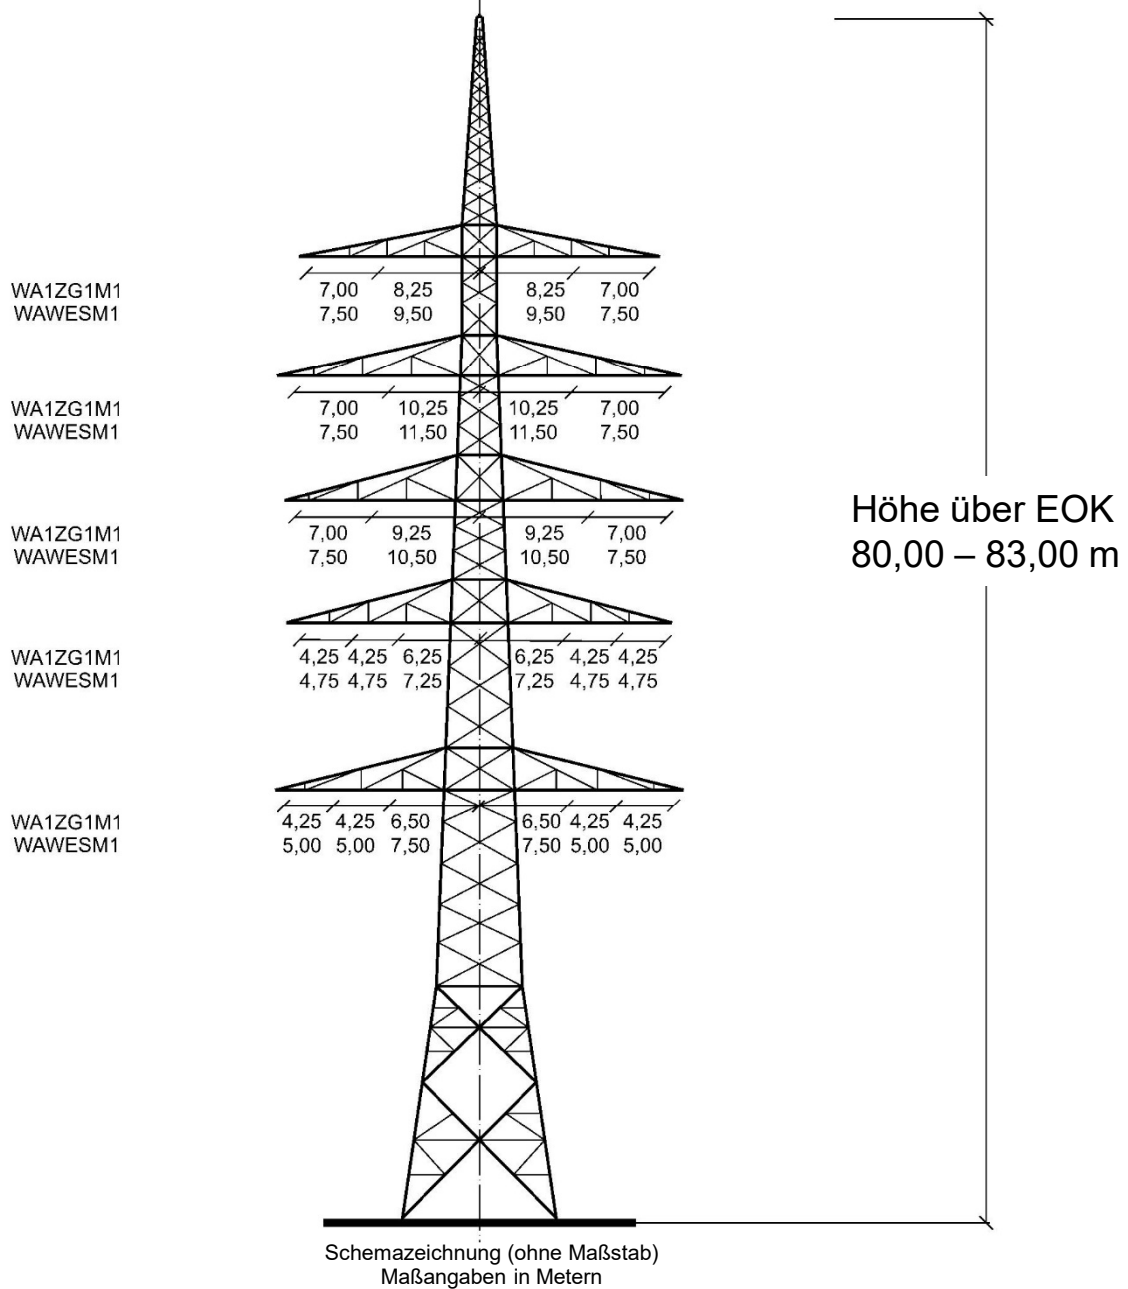 WA1ZG1M1 7,00 8,25 8,25 7,00
WAWESM1 7,50 9,50 9,50 7,50
WA1ZG1M1 7,00 10,25 10,25 7,00
WAWESM1 7,50 11,50 11,50 7,50
WA1ZG1M1 7,00 9,25 9,25 7,00
WAWESM1 7,50 10,50 10,50 7,50
Höhe über EOK
80,00 – 83,00 m
WA1ZG1M1 4,25 4,25 6,25 6,25 4,25 4,25
WAWESM1 4,75 4,75 7,25 7,25 4,75 4,75
WA1ZG1M1 4,25 4,25 6,50 6,50 4,25 4,25
WAWESM1 5,00 5,00 7,50 7,50 5,00 5,00
Schemazeichnung (ohne Maßstab)
Maßangaben in Metern